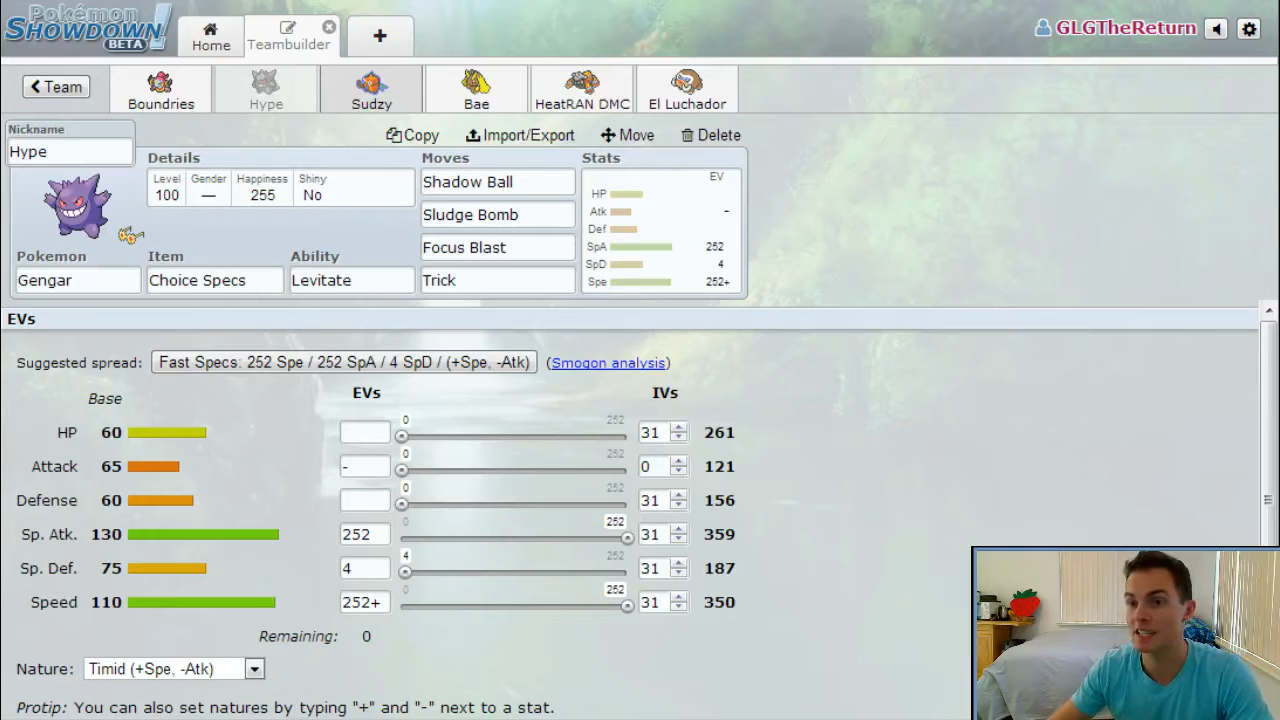 Pokémon
SHOWDOWN!
BETA
Home
Teambuilder
+
GLGTheReturn
Team
Boundries
Hype
Sudzy
Bae
HeatRAN DMC
El Luchador
Nickname
Hype
Copy
Import/Export
Move
Delete
Details
Level
100
Gender
—
Happiness
255
Shiny
No
Moves
Shadow Ball
Sludge Bomb
Focus Blast
Trick
Stats
EV
HP
Atk -
Def
SpA 252
SpD 4
Spe 252+
Pokemon
Gengar
Item
Choice Specs
Ability
Levitate
EVs
Suggested spread: Fast Specs: 252 Spe / 252 SpA / 4 SpD / (+Spe, -Atk) (Smogon analysis)
Base EVs IVs
HP 60 0 252 31 261
Attack 65 - 0 252 0 121
Defense 60 0 252 31 156
Sp. Atk. 130 252 0 252 31 359
Sp. Def. 75 4 4 252 31 187
Speed 110 252+ 0 252 31 350
Remaining: 0
Nature: Timid (+Spe, -Atk)
Protip: You can also set natures by typing "+" and "-" next to a stat.